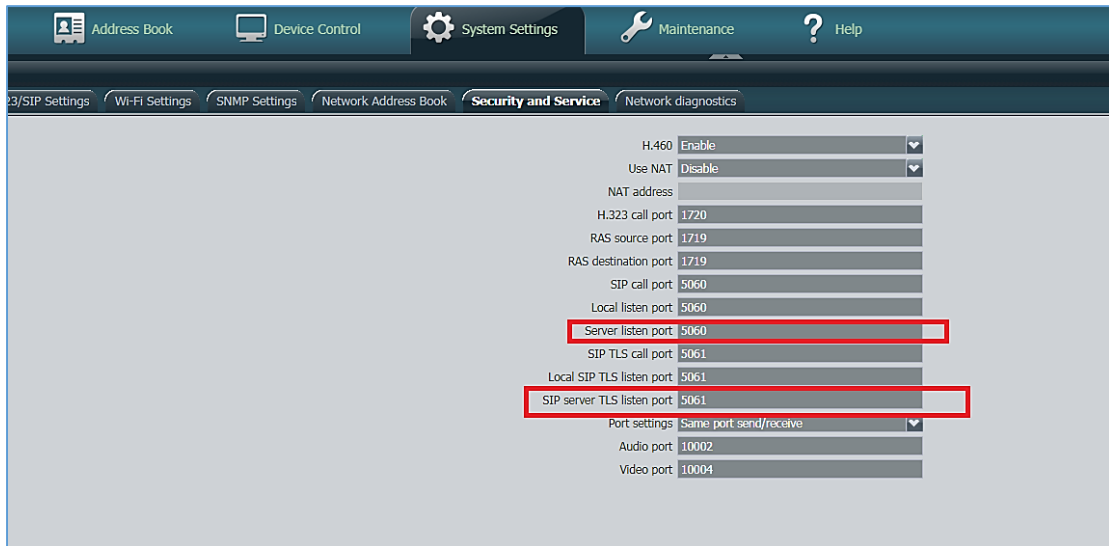 Address Book Device Control System Settings Maintenance ? Help
23/SIP Settings Wi-Fi Settings SNMP Settings Network Address Book Security and Service Network diagnostics
H.460 Enable
Use NAT Disable
NAT address
H.323 call port 1720
RAS source port 1719
RAS destination port 1719
SIP call port 5060
Local listen port 5060
Server listen port 5060
SIP TLS call port 5061
Local SIP TLS listen port 5061
SIP server TLS listen port 5061
Port settings Same port send/receive
Audio port 10002
Video port 10004